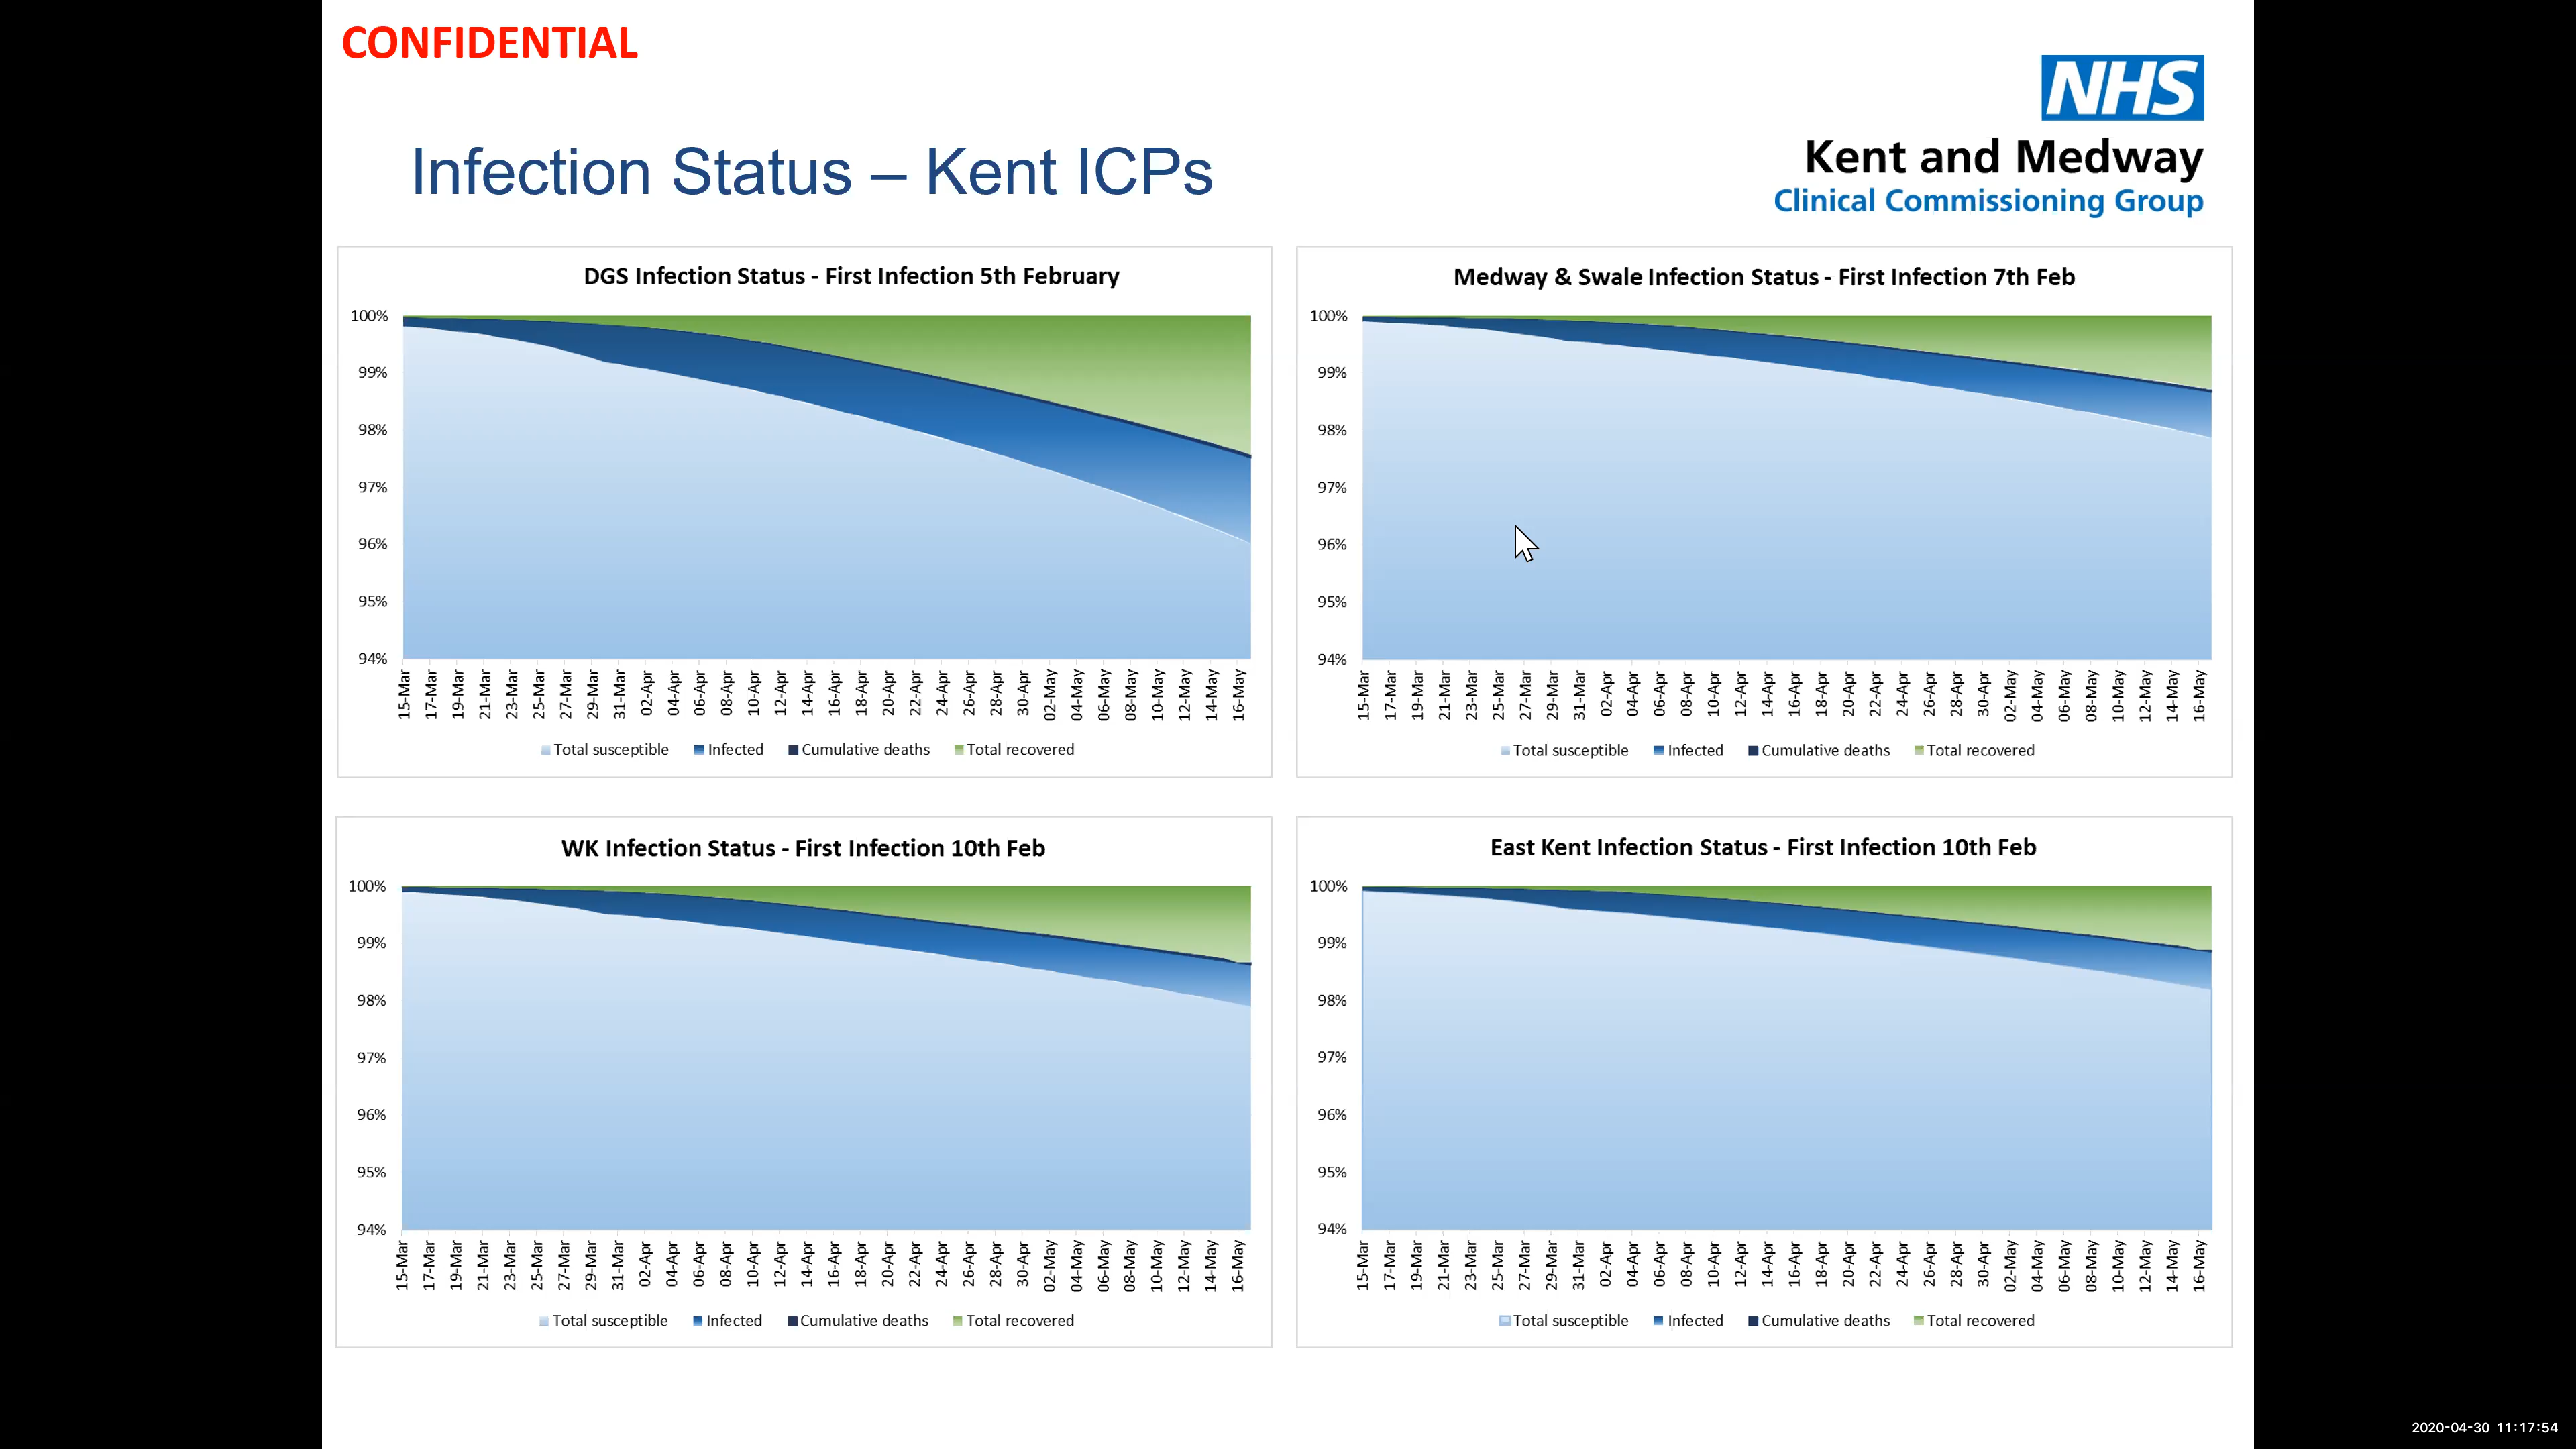 CONFIDENTIAL
NHS
Kent and Medway
Clinical Commissioning Group
Infection Status – Kent ICPs
DGS Infection Status - First Infection 5th February
100%
99%
98%
97%
96%
95%
94%
15-Mar 17-Mar 19-Mar 21-Mar 23-Mar 25-Mar 27-Mar 29-Mar 31-Mar 02-Apr 04-Apr 06-Apr 08-Apr 10-Apr 12-Apr 14-Apr 16-Apr 18-Apr 20-Apr 22-Apr 24-Apr 26-Apr 28-Apr 30-Apr 02-May 04-May 06-May 08-May 10-May 12-May 14-May 16-May
Total susceptible Infected Cumulative deaths Total recovered
Medway & Swale Infection Status - First Infection 7th Feb
100%
99%
98%
97%
96%
95%
94%
15-Mar 17-Mar 19-Mar 21-Mar 23-Mar 25-Mar 27-Mar 29-Mar 31-Mar 02-Apr 04-Apr 06-Apr 08-Apr 10-Apr 12-Apr 14-Apr 16-Apr 18-Apr 20-Apr 22-Apr 24-Apr 26-Apr 28-Apr 30-Apr 02-May 04-May 06-May 08-May 10-May 12-May 14-May 16-May
Total susceptible Infected Cumulative deaths Total recovered
WK Infection Status - First Infection 10th Feb
100%
99%
98%
97%
96%
95%
94%
15-Mar 17-Mar 19-Mar 21-Mar 23-Mar 25-Mar 27-Mar 29-Mar 31-Mar 02-Apr 04-Apr 06-Apr 08-Apr 10-Apr 12-Apr 14-Apr 16-Apr 18-Apr 20-Apr 22-Apr 24-Apr 26-Apr 28-Apr 30-Apr 02-May 04-May 06-May 08-May 10-May 12-May 14-May 16-May
Total susceptible Infected Cumulative deaths Total recovered
East Kent Infection Status - First Infection 10th Feb
100%
99%
98%
97%
96%
95%
94%
15-Mar 17-Mar 19-Mar 21-Mar 23-Mar 25-Mar 27-Mar 29-Mar 31-Mar 02-Apr 04-Apr 06-Apr 08-Apr 10-Apr 12-Apr 14-Apr 16-Apr 18-Apr 20-Apr 22-Apr 24-Apr 26-Apr 28-Apr 30-Apr 02-May 04-May 06-May 08-May 10-May 12-May 14-May 16-May
Total susceptible Infected Cumulative deaths Total recovered
2020-04-30 11:17:54